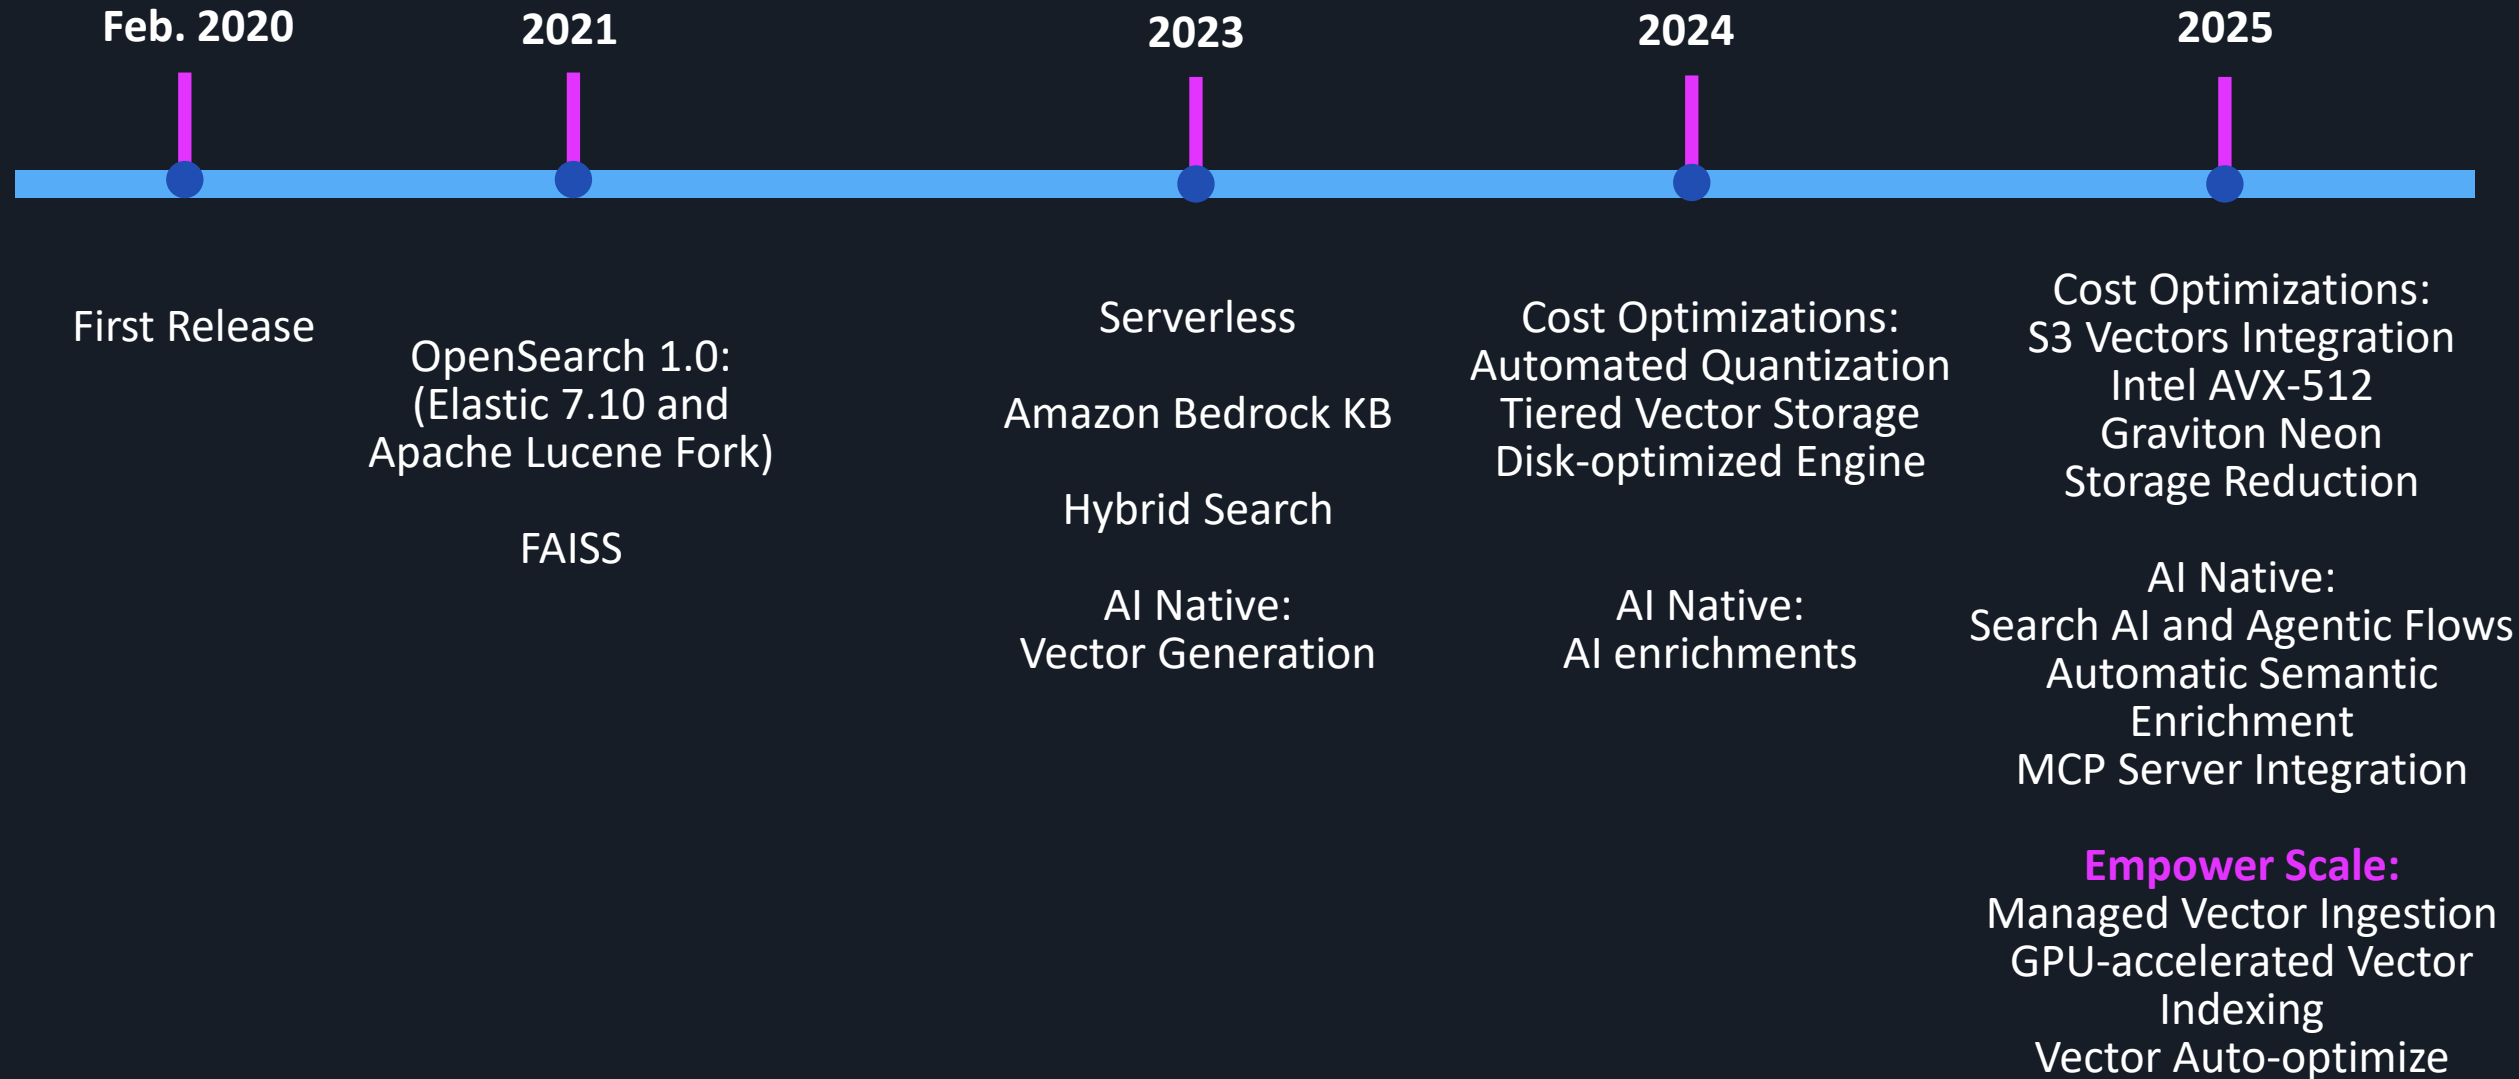 Feb. 2020
First Release
2021
OpenSearch 1.0:
(Elastic 7.10 and
Apache Lucene Fork)
FAISS
2023
Serverless
Amazon Bedrock KB
Hybrid Search
AI Native:
Vector Generation
2024
Cost Optimizations:
Automated Quantization
Tiered Vector Storage
Disk-optimized Engine
AI Native:
AI enrichments
2025
Cost Optimizations:
S3 Vectors Integration
Intel AVX-512
Graviton Neon
Storage Reduction
AI Native:
Search AI and Agentic Flows
Automatic Semantic
Enrichment
MCP Server Integration
Empower Scale:
Managed Vector Ingestion
GPU-accelerated Vector
Indexing
Vector Auto-optimize